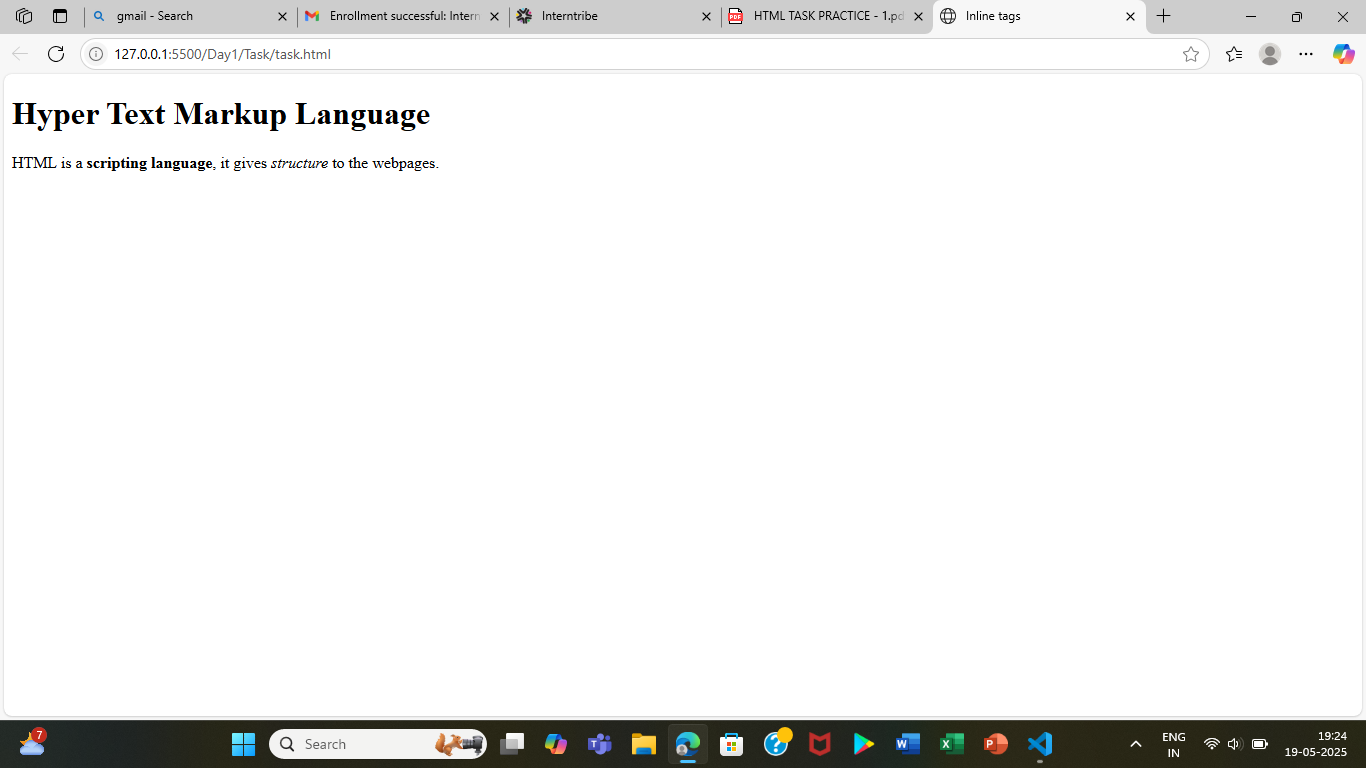 gmail - Search
Enrollment successful: Intern
Interntribe
PDF
HTML TASK PRACTICE - 1.pd
Inline tags
127.0.0.1:5500/Day1/Task/task.html
Hyper Text Markup Language
HTML is a scripting language, it gives structure to the webpages.
7
Search
ENG
IN
19:24
19-05-2025